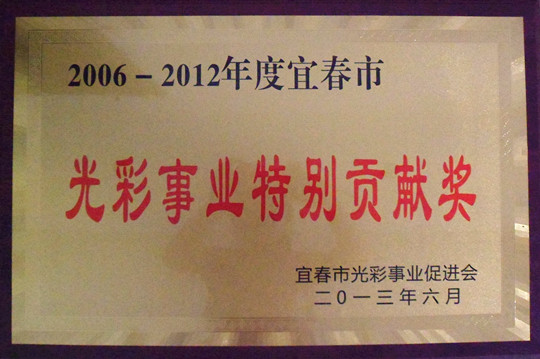 2006－2012年度宜春市
光彩事业特别贡献奖
宜春市光彩事业促进会
二0一三年六月